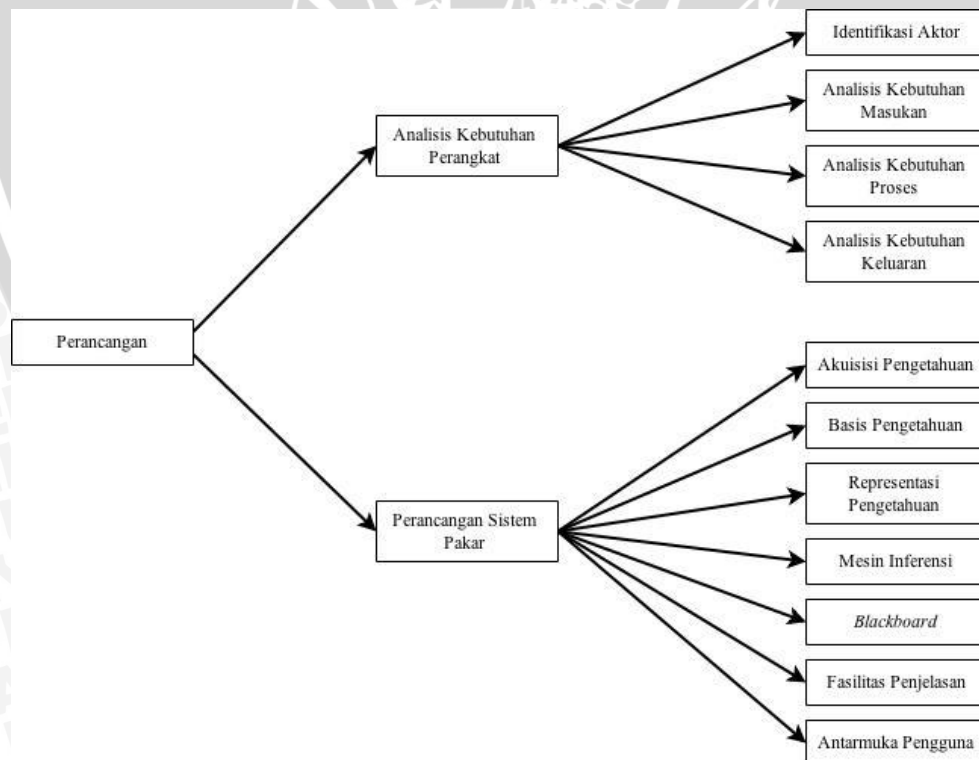 Identifikasi Aktor
Analisis Kebutuhan
Masukan
Analisis Kebutuhan
Perangkat
Analisis Kebutuhan
Proses
Analisis Kebutuhan
Keluaran
Perancangan
Akuisisi Pengetahuan
Basis Pengetahuan
Representasi
Pengetahuan
Perancangan Sistem
Pakar
Mesin Inferensi
Blackboard
Fasilitas Penjelasan
Antarmuka Pengguna